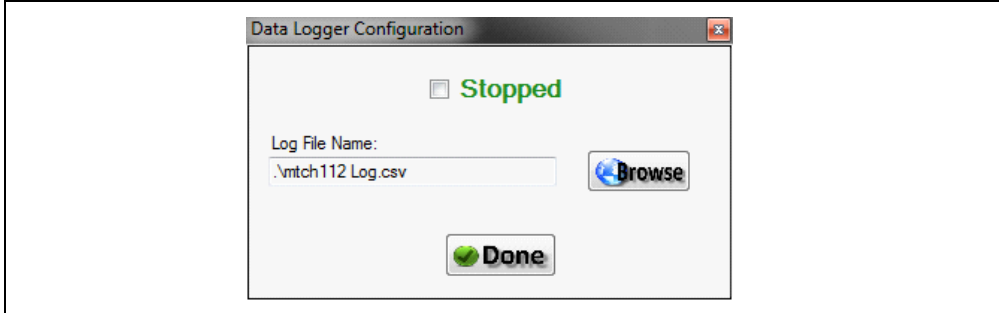 Data Logger Configuration
Stopped
Log File Name:
.\mtch112 Log.csv
Browse
Done